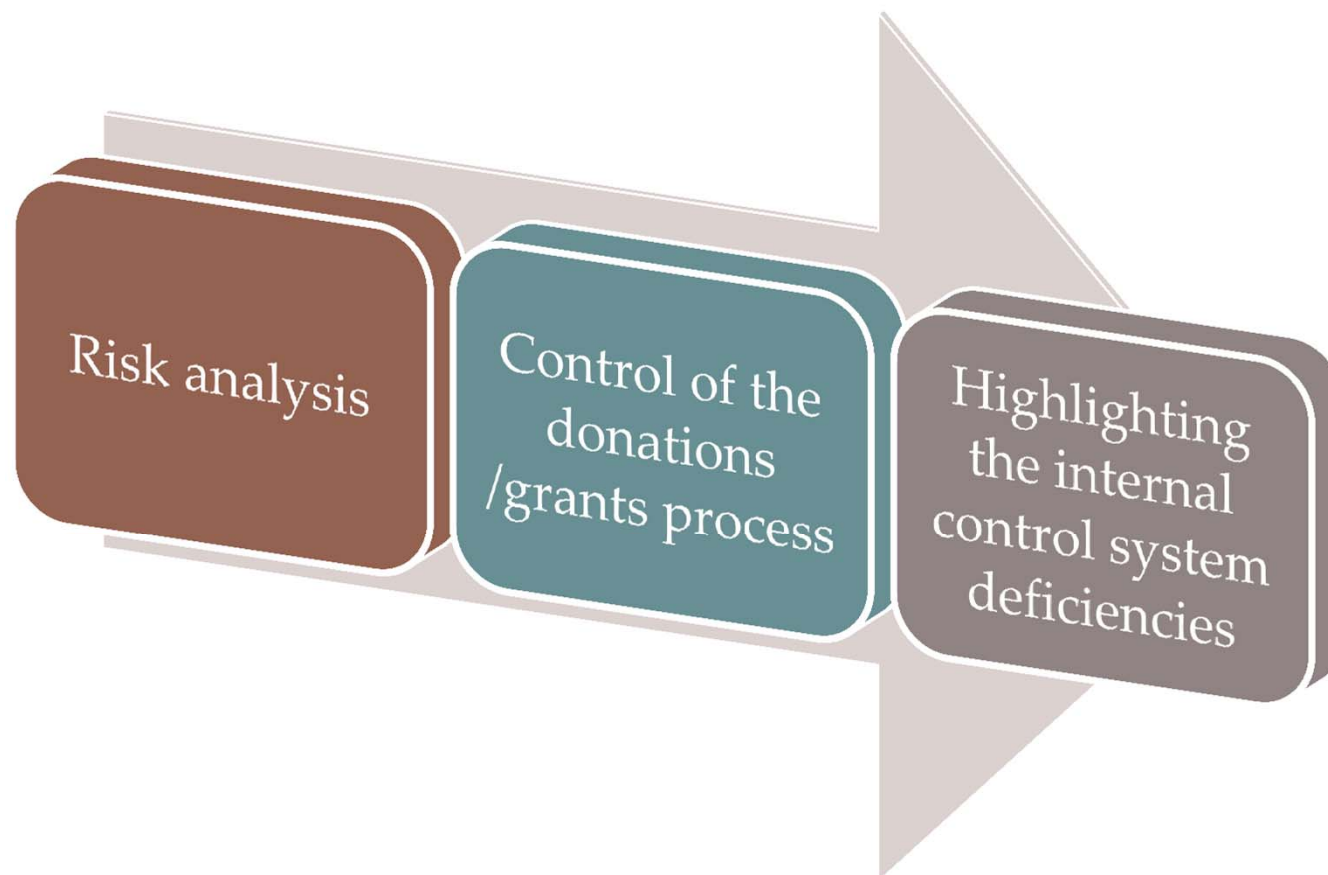 Risk analysis
Control of the
donations
/grants process
Highlighting
the internal
control system
deficiencies